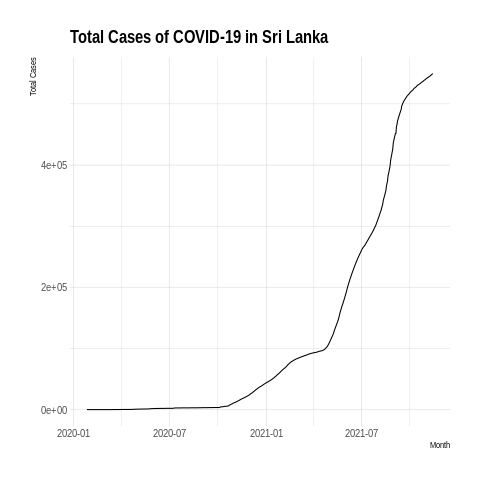 Total Cases of COVID-19 in Sri Lanka
Total Cases
4e+05
2e+05
0e+00
2020-01
2020-07
2021-01
2021-07
Month